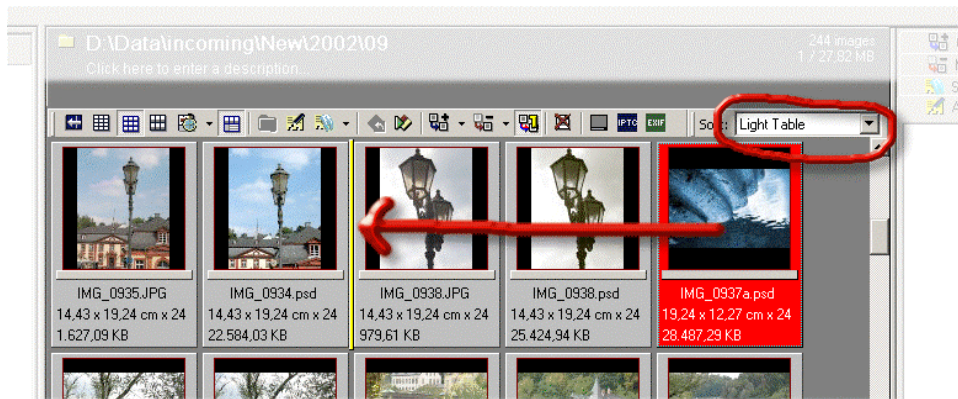 D:\Data\incoming\New\2002\09
244 images
Click here to enter a description...
1 / 27,92 MB
IPTC
EXIF
Light Table
IMG_0935.JPG
14,43 x 19,24 cm x 24
1.627,09 KB
IMG_0934.psd
14,43 x 19,24 cm x 24
22.584,03 KB
IMG_0938.JPG
14,43 x 19,24 cm x 24
979,61 KB
IMG_0938.psd
14,43 x 19,24 cm x 24
25.424,94 KB
IMG_0937a.psd
19,24 x 12,27 cm x 24
28.487,29 KB